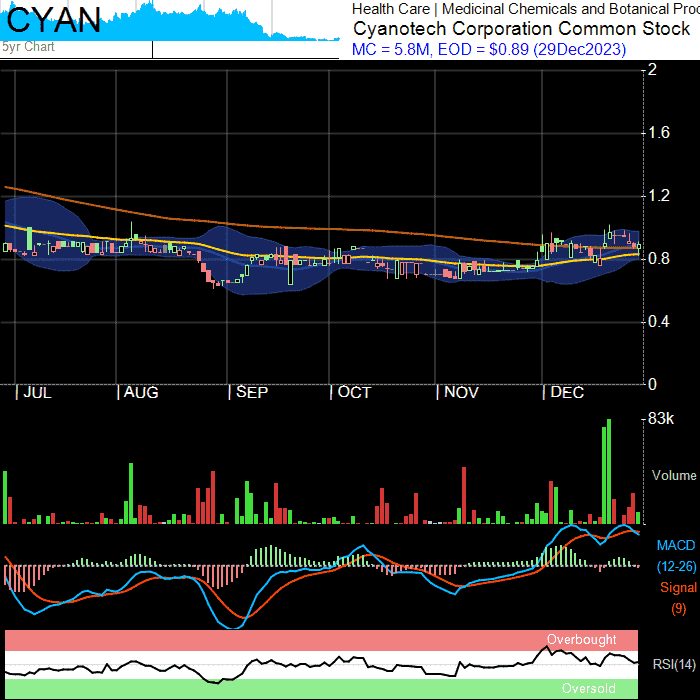 CYAN
5yr Chart
Health Care | Medicinal Chemicals and Botanical Proc
Cyanotech Corporation Common Stock
MC = 5.8M, EOD = $0.89 (29Dec2023)
2
1.6
1.2
0.8
0.4
0
| JUL | AUG | SEP | OCT | NOV | DEC
83k
Volume
MACD
(12-26)
Signal
(9)
Overbought
RSI(14)
Oversold